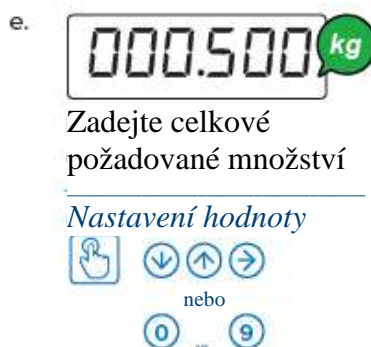 e.
000.500 kg
Zadejte celkové
požadované množství
Nastavení hodnoty
nebo
0 9